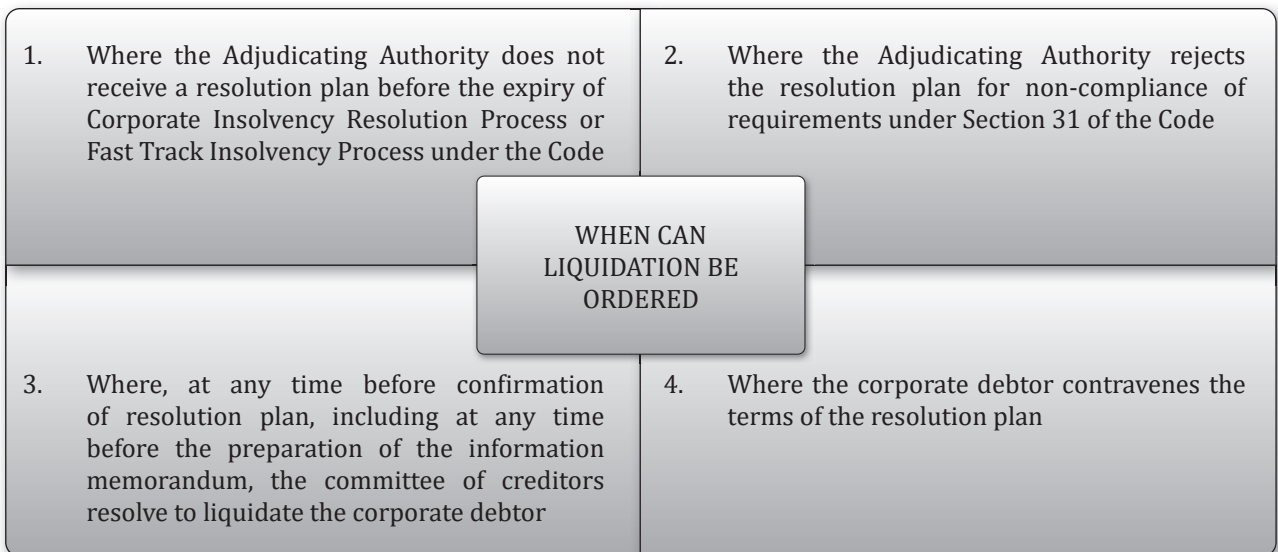 1. Where the Adjudicating Authority does not
receive a resolution plan before the expiry of
Corporate Insolvency Resolution Process or
Fast Track Insolvency Process under the Code
2. Where the Adjudicating Authority rejects
the resolution plan for non-compliance of
requirements under Section 31 of the Code
WHEN CAN
LIQUIDATION BE
ORDERED
3. Where, at any time before confirmation
of resolution plan, including at any time
before the preparation of the information
memorandum, the committee of creditors
resolve to liquidate the corporate debtor
4. Where the corporate debtor contravenes the
terms of the resolution plan